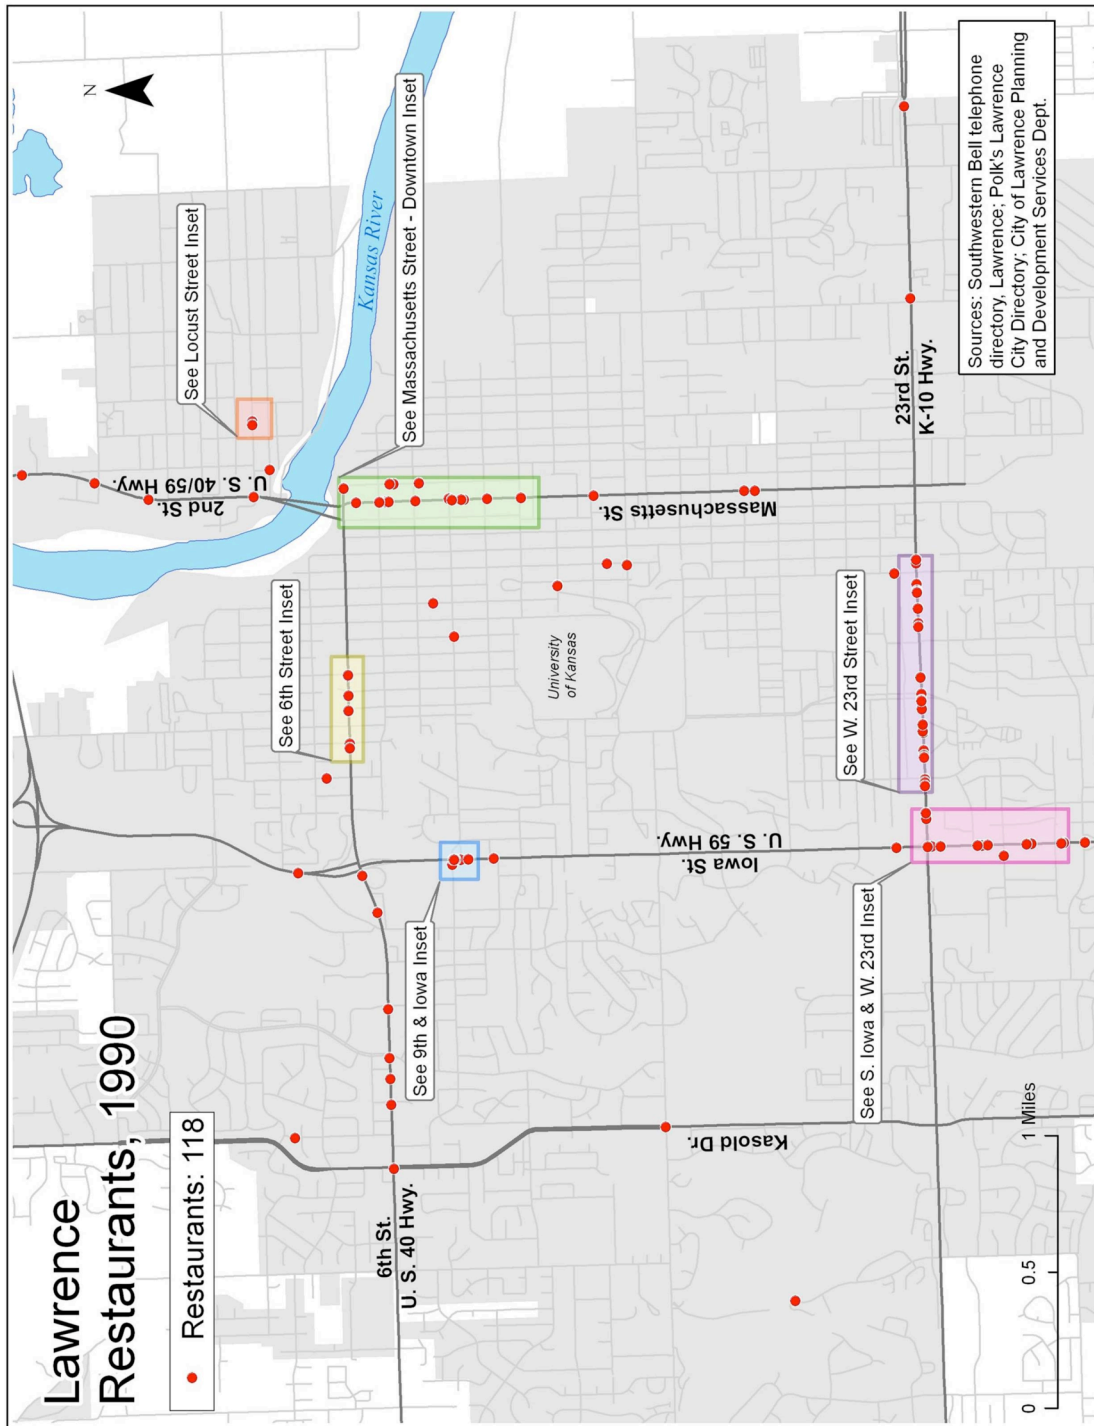 Lawrence
Restaurants, 1990
Restaurants: 118
N
See Locust Street Inset
Kansas River
See Massachusetts Street - Downtown Inset
2nd St.
U. S. 40/59 Hwy.
See 6th Street Inset
See 9th & Iowa Inset
6th St.
U. S. 40 Hwy.
University
of Kansas
Massachusetts St.
Kasold Dr.
Iowa St.
U. S. 59 Hwy.
See W. 23rd Street Inset
See S. Iowa & W. 23rd Inset
23rd St.
K-10 Hwy.
Sources: Southwestern Bell telephone
directory, Lawrence; Polk's Lawrence
City Directory; City of Lawrence Planning
and Development Services Dept.
0 0.5 1 Miles